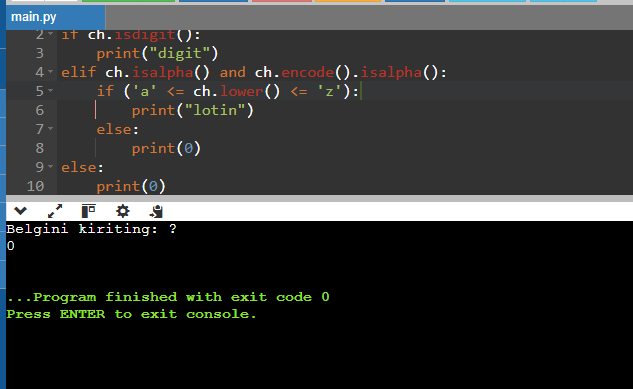 main.py
2 if ch.isdigit():
3     print("digit")
4 elif ch.isalpha() and ch.encode().isalpha():
5     if ('a' <= ch.lower() <= 'z'):
6         print("lotin")
7     else:
8         print(0)
9 else:
10     print(0)
Belgini kiriting: ?
0
...Program finished with exit code 0
Press ENTER to exit console.